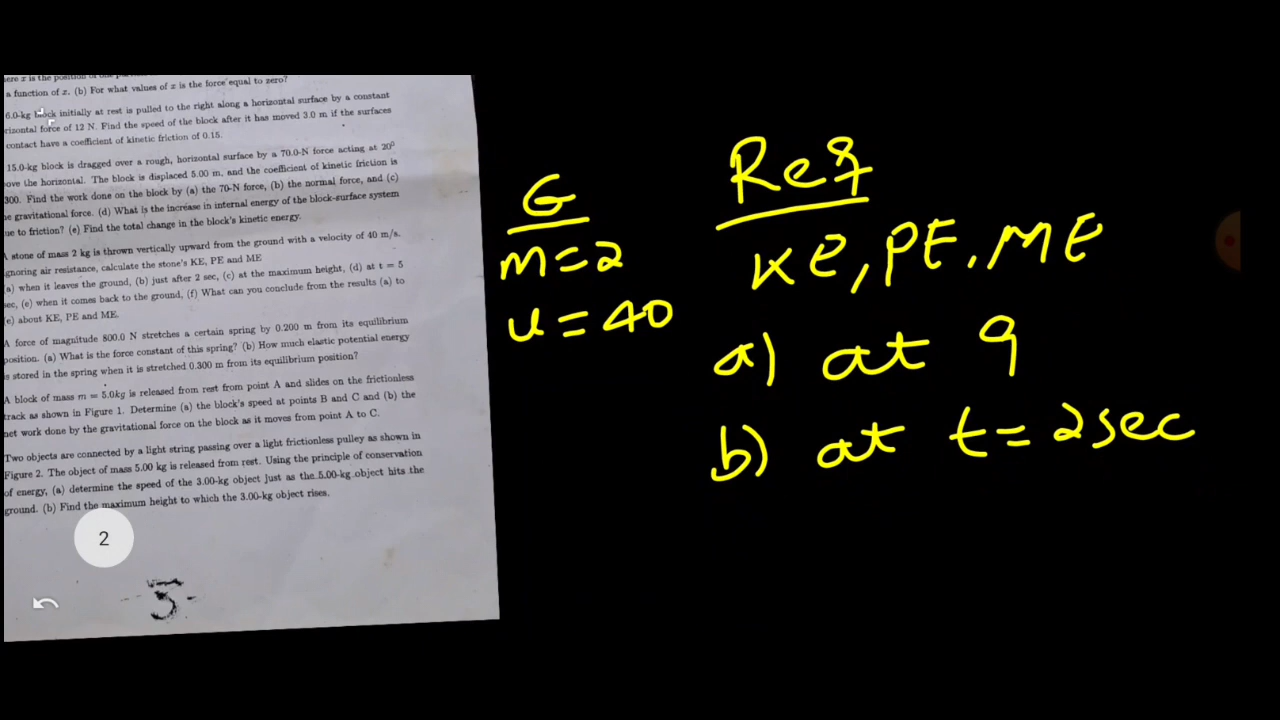 ere x is the position of one
a function of x. (b) For what values of x is the force equal to zero?
6.0-kg block initially at rest is pulled to the right along a horizontal surface by a constant
rizontal force of 12 N. Find the speed of the block after it has moved 3.0 m if the surfaces
contact have a coefficient of kinetic friction of 0.15.
15.0-kg block is dragged over a rough, horizontal surface by a 70.0-N force acting at 20⁰
ove the horizontal. The block is displaced 5.00 m, and the coefficient of kinetic friction is
300. Find the work done on the block by (a) the 70-N force, (b) the normal force, and (c)
e gravitational force. (d) What is the increase in internal energy of the block-surface system
ue to friction? (e) Find the total change in the block's kinetic energy.
A stone of mass 2 kg is thrown vertically upward from the ground with a velocity of 40 m/s.
gnoring air resistance, calculate the stone's KE, PE and ME
a) when it leaves the ground, (b) just after 2 sec, (c) at the maximum height, (d) at t = 5
sec, (e) when it comes back to the ground, (f) What can you conclude from the results (a) to
(e) about KE, PE and ME.
A force of magnitude 800.0 N stretches a certain spring by 0.200 m from its equilibrium
position. (a) What is the force constant of this spring? (b) How much elastic potential energy
is stored in the spring when it is stretched 0.300 m from its equilibrium position?
A block of mass m = 5.0kg is released from rest from point A and slides on the frictionless
track as shown in Figure 1. Determine (a) the block's speed at points B and C and (b) the
net work done by the gravitational force on the block as it moves from point A to C.
Two objects are connected by a light string passing over a light frictionless pulley as shown in
Figure 2. The object of mass 5.00 kg is released from rest. Using the principle of conservation
of energy, (a) determine the speed of the 3.00-kg object just as the 5.00-kg object hits the
ground. (b) Find the maximum height to which the 3.00-kg object rises.
2
5-
G
m=2
u=40
Req
KE, PE, ME
a) at g
b) at t=2sec